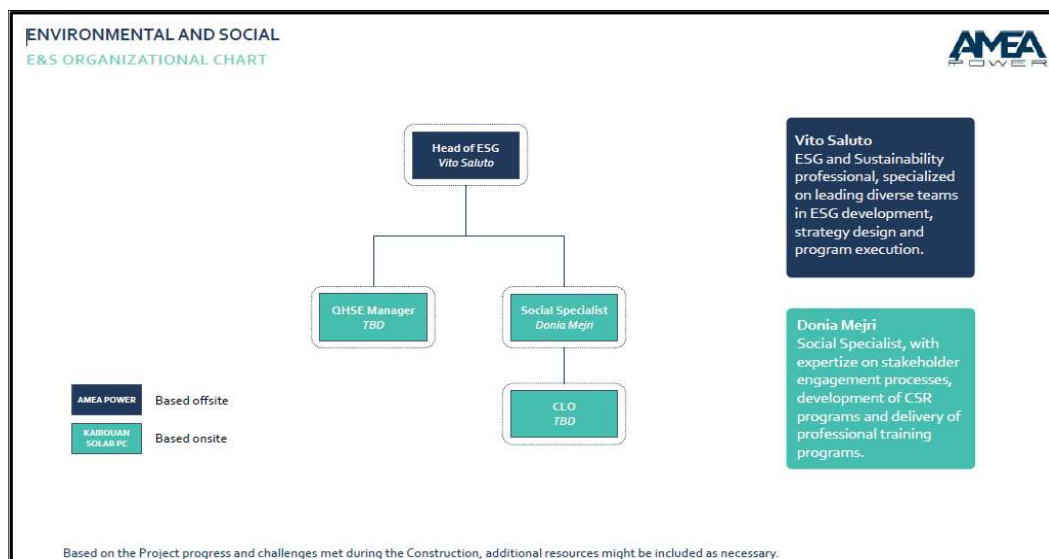 ENVIRONMENTAL AND SOCIAL
E&S ORGANIZATIONAL CHART
AMEA
POWER
Head of ESG
Vito Saluto
QHSE Manager
TBD
Social Specialist
Donia Mejri
CLO
TBD
AMEA POWER
Based offsite
KAIROUAN
SOLAR PC
Based onsite
Vito Saluto
ESG and Sustainability
professional, specialized
on leading diverse teams
in ESG development,
strategy design and
program execution.
Donia Mejri
Social Specialist, with
expertize on stakeholder
engagement processes,
development of CSR
programs and delivery of
professional training
programs.
Based on the Project progress and challenges met during the Construction, additional resources might be included as necessary.